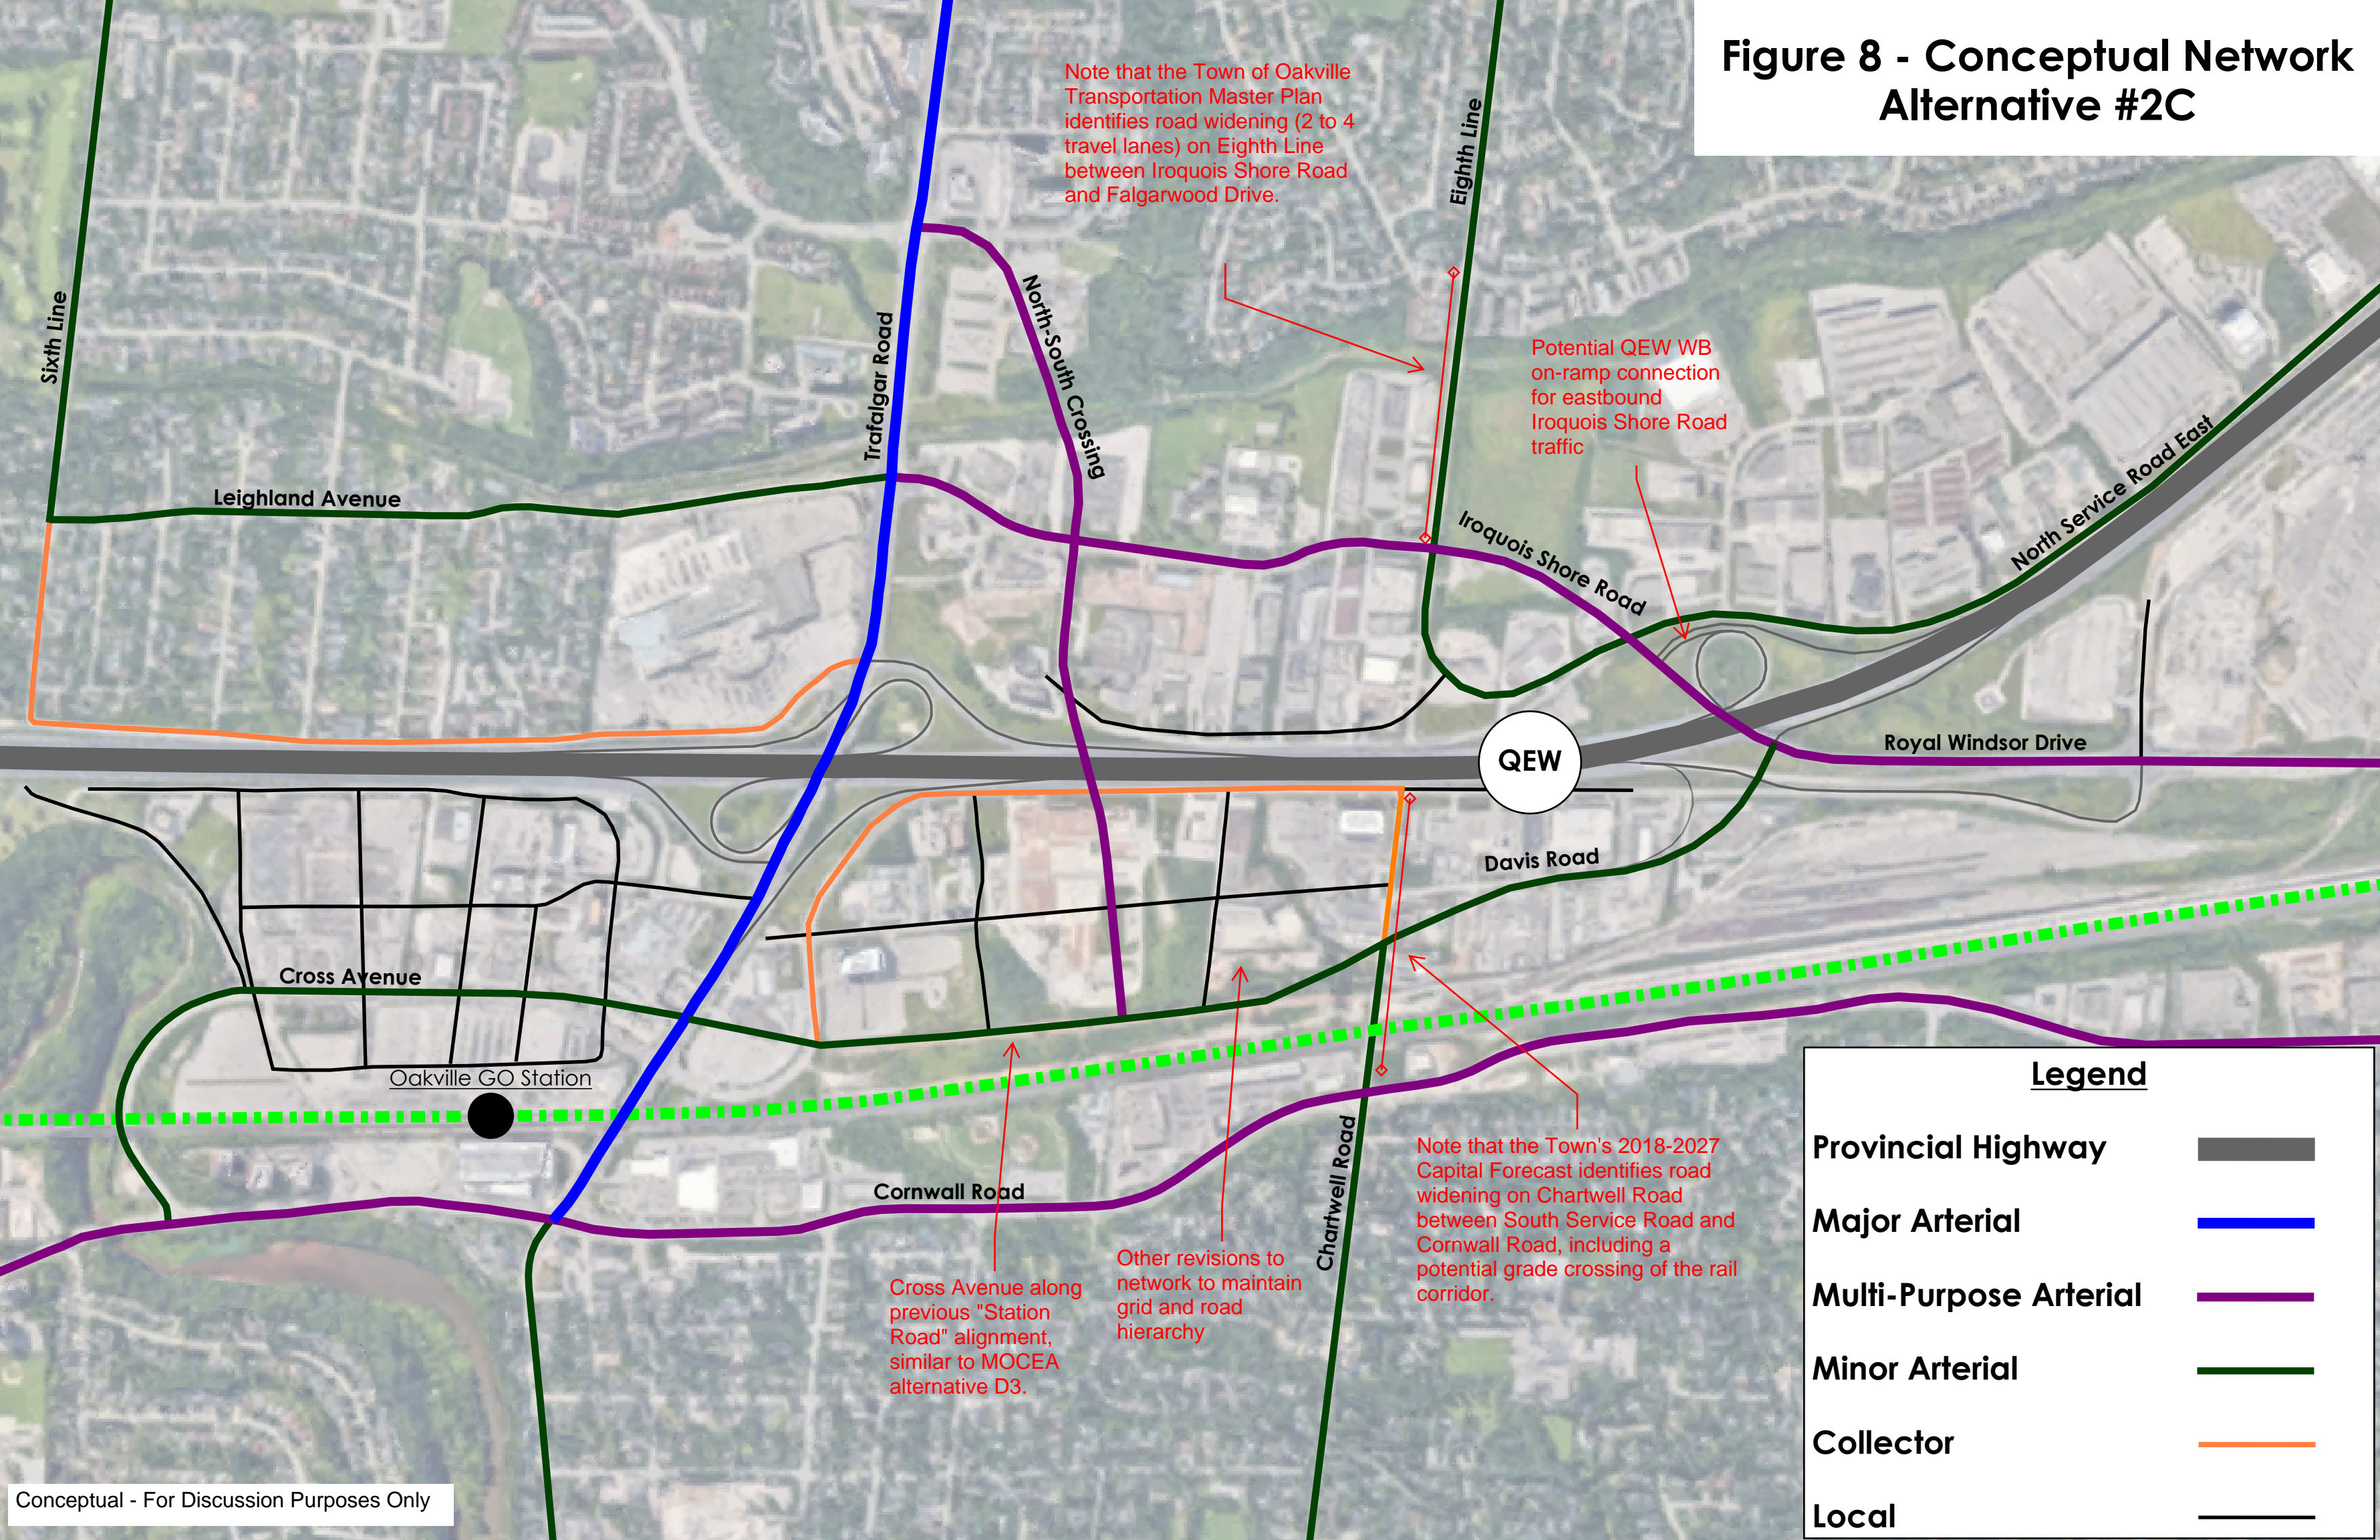 Figure 8 - Conceptual Network
Alternative #2C
Note that the Town of Oakville
Transportation Master Plan
identifies road widening (2 to 4
travel lanes) on Eighth Line
between Iroquois Shore Road
and Falgarwood Drive.
Eighth Line
Sixth Line
Trafalgar Road
North-South Crossing
Potential QEW WB
on-ramp connection
for eastbound
Iroquois Shore Road
traffic
North Service Road East
Leighland Avenue
Iroquois Shore Road
QEW
Royal Windsor Drive
Davis Road
Cross Avenue
Oakville GO Station
Cornwall Road
Chartwell Road
Cross Avenue along
previous "Station
Road" alignment,
similar to MOCEA
alternative D3.
Other revisions to
network to maintain
grid and road
hierarchy
Note that the Town's 2018-2027
Capital Forecast identifies road
widening on Chartwell Road
between South Service Road and
Cornwall Road, including a
potential grade crossing of the rail
corridor.
Legend
Provincial Highway
Major Arterial
Multi-Purpose Arterial
Minor Arterial
Collector
Local
Conceptual - For Discussion Purposes Only